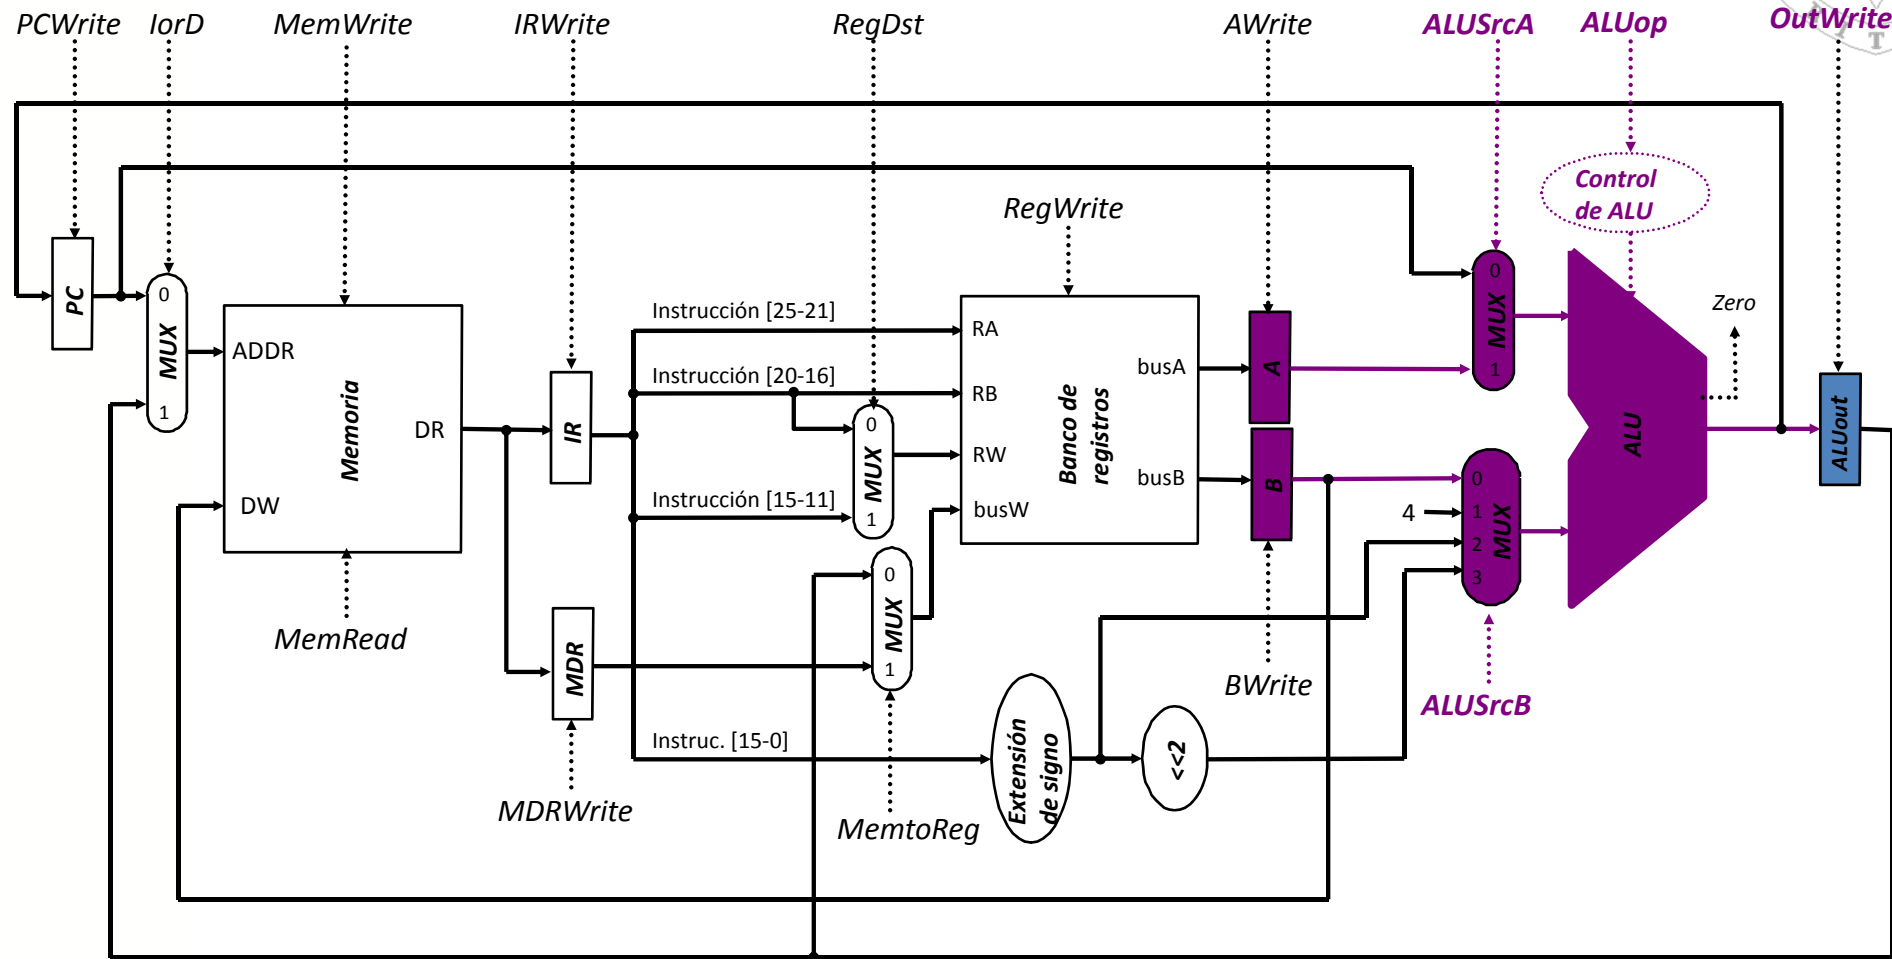 PCWrite IorD MemWrite IRWrite RegDst AWrite ALUSrcA ALUop OutWrite
Control
de ALU
RegWrite
PC
MUX
0
1
ADDR
Memoria
DR
DW
MemRead
IR
Instrucción [25-21]
Instrucción [20-16]
Instrucción [15-11]
MUX
0
1
RA
RB
RW
busW
Banco de
registros
busA
busB
A
B
BWrite
MUX
0
1
4
MUX
0
1
2
3
ALUSrcB
ALU
Zero
ALUout
MDR
MDRWrite
MUX
0
1
MemtoReg
Instruc. [15-0]
Extensión
de signo
<<2